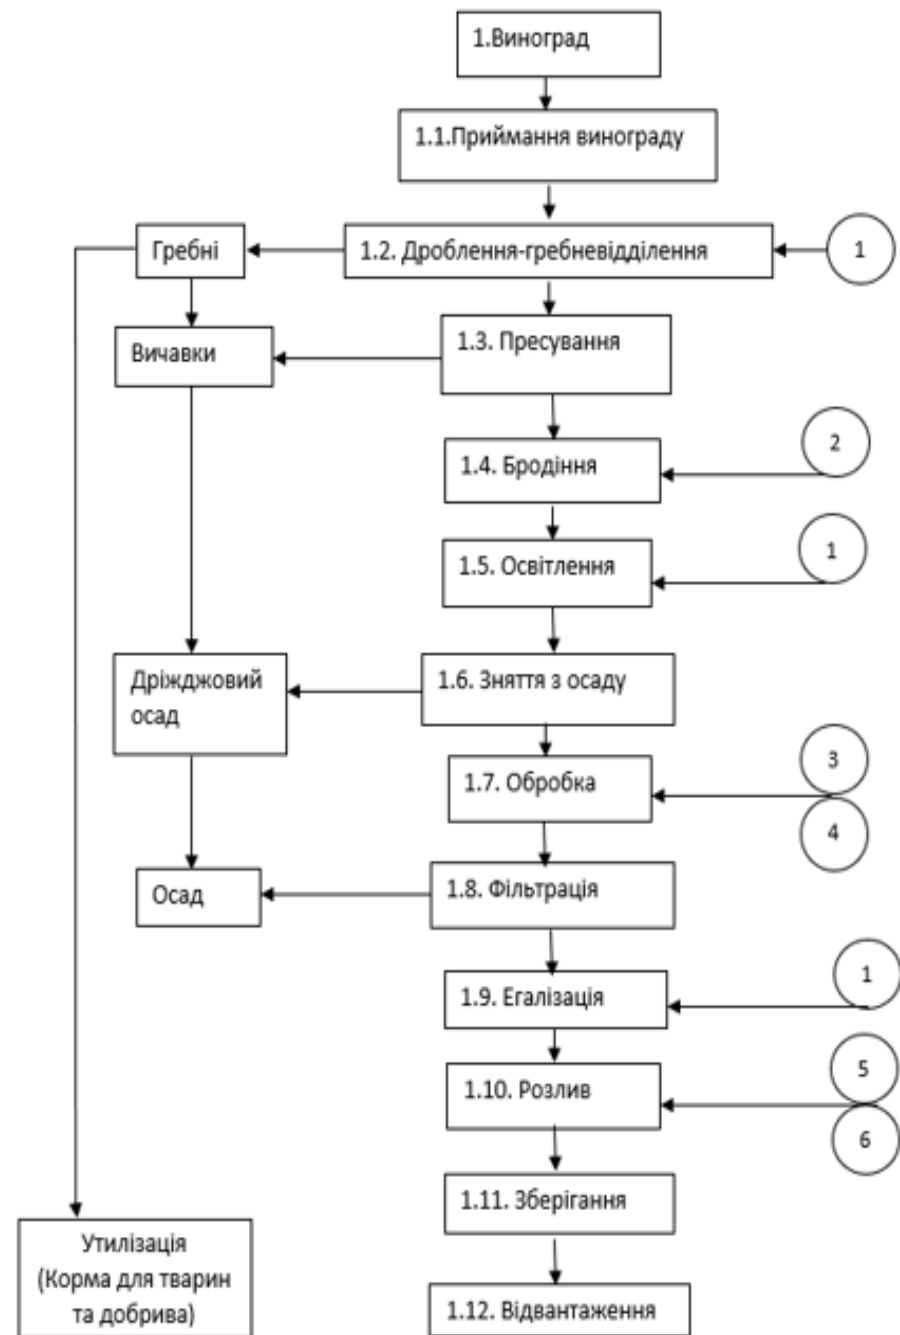 1.Виноград
1.1.Приймання винограду
Гребні
1.2. Дроблення-гребневідділення
1
Вичавки
1.3. Пресування
2
1.4. Бродіння
1
1.5. Освітлення
Дріжджовий
осад
1.6. Зняття з осаду
3
1.7. Обробка
4
Осад
1.8. Фільтрація
1
1.9. Егалізація
5
1.10. Розлив
6
1.11. Зберігання
Утилізація
(Корма для тварин
та добрива)
1.12. Відвантаження